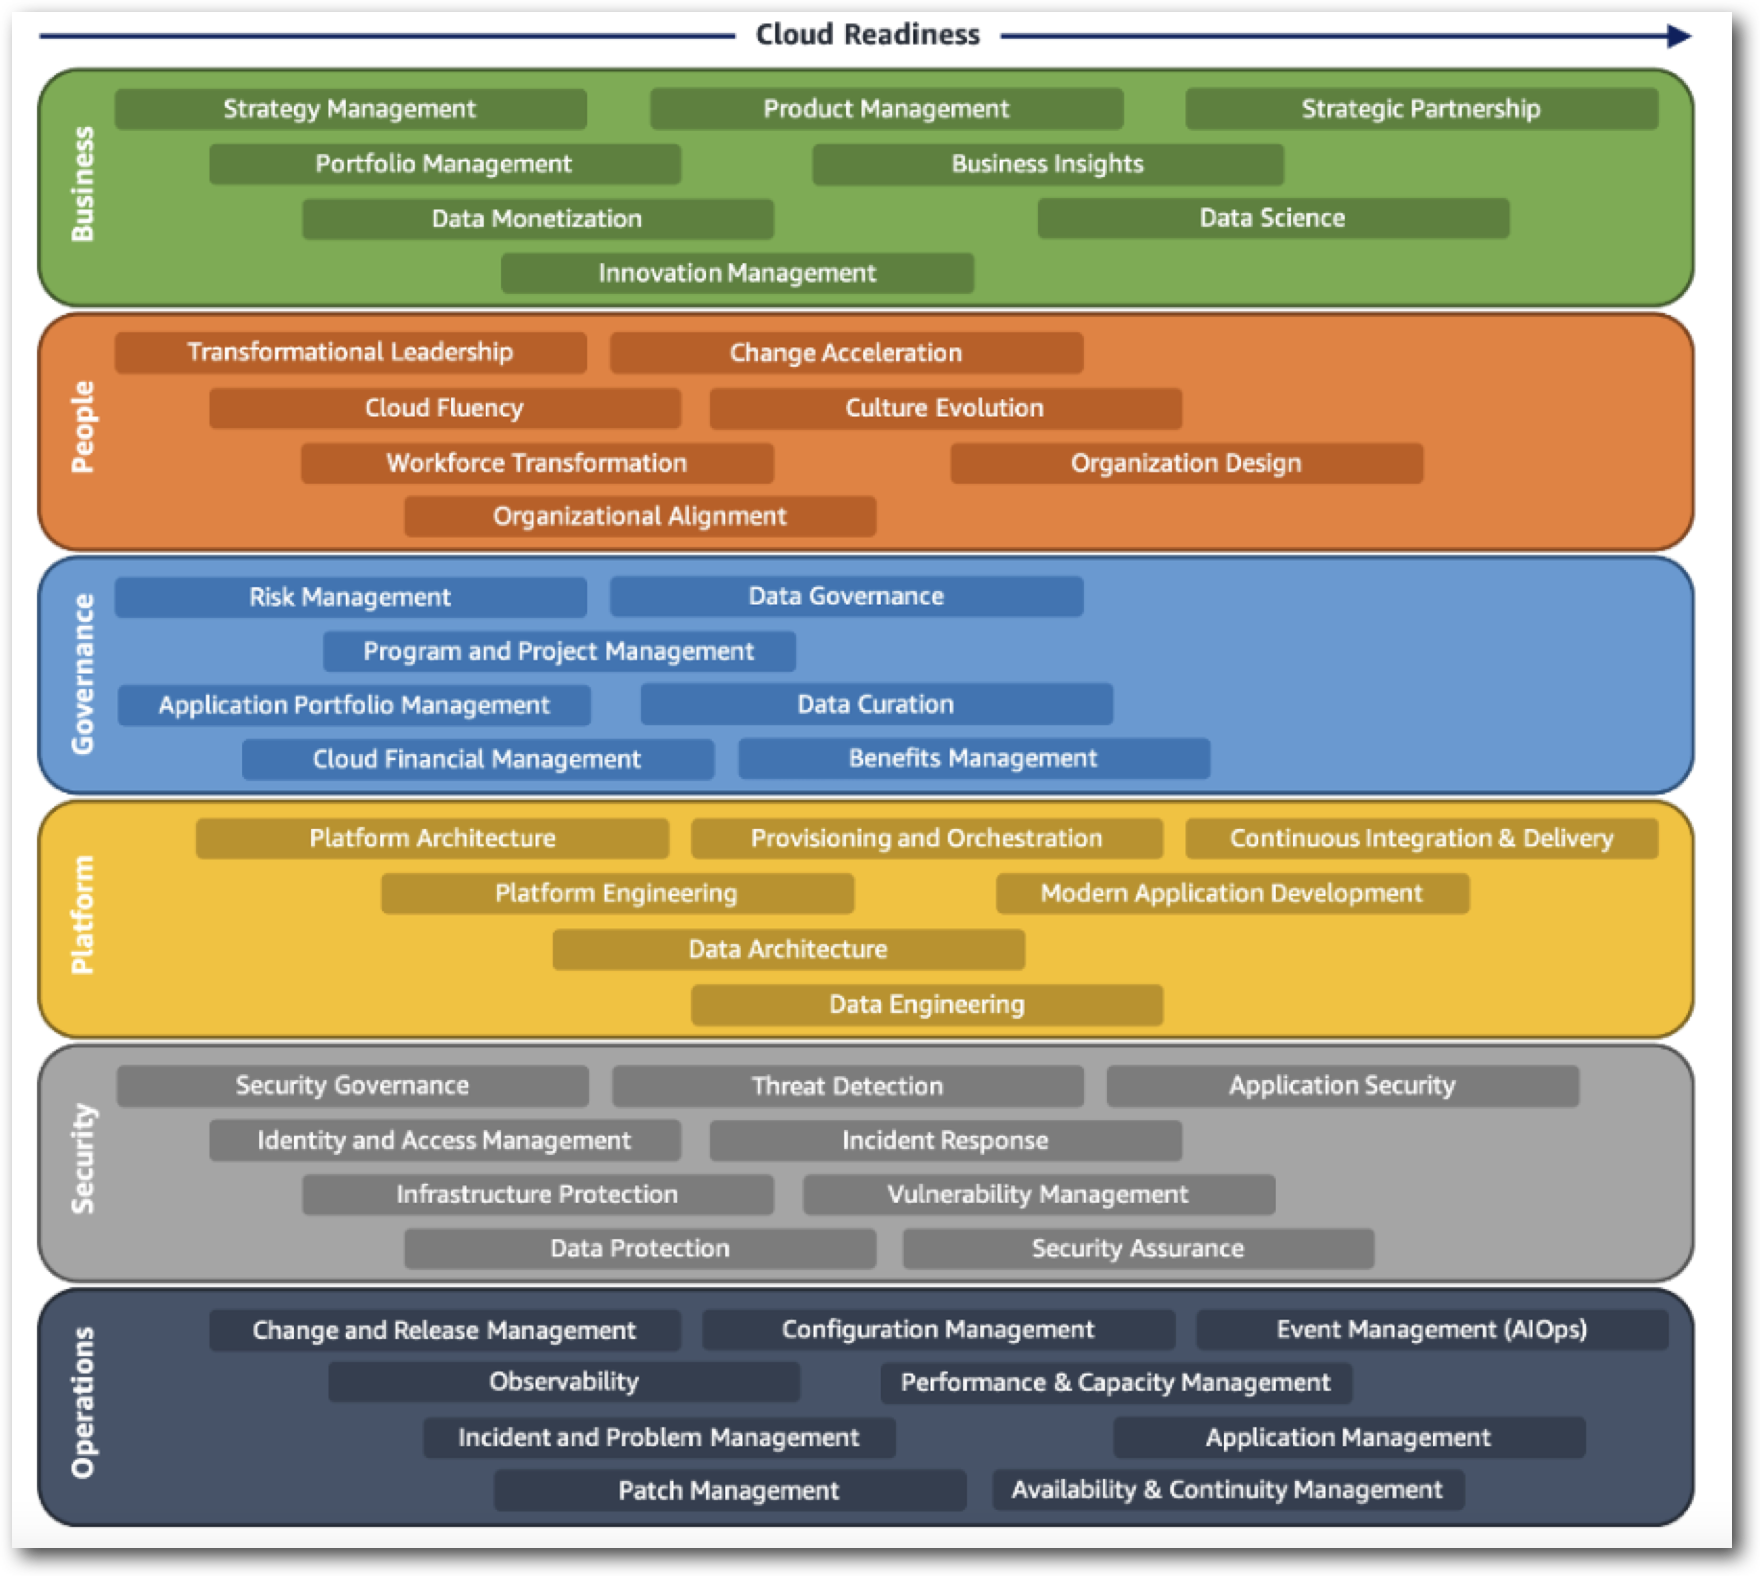 Cloud Readiness
Business
Strategy Management
Product Management
Strategic Partnership
Portfolio Management
Business Insights
Data Monetization
Data Science
Innovation Management
People
Transformational Leadership
Change Acceleration
Cloud Fluency
Culture Evolution
Workforce Transformation
Organization Design
Organizational Alignment
Governance
Risk Management
Data Governance
Program and Project Management
Application Portfolio Management
Data Curation
Cloud Financial Management
Benefits Management
Platform
Platform Architecture
Provisioning and Orchestration
Continuous Integration & Delivery
Platform Engineering
Modern Application Development
Data Architecture
Data Engineering
Security
Security Governance
Threat Detection
Application Security
Identity and Access Management
Incident Response
Infrastructure Protection
Vulnerability Management
Data Protection
Security Assurance
Operations
Change and Release Management
Configuration Management
Event Management (AIOps)
Observability
Performance & Capacity Management
Incident and Problem Management
Application Management
Patch Management
Availability & Continuity Management